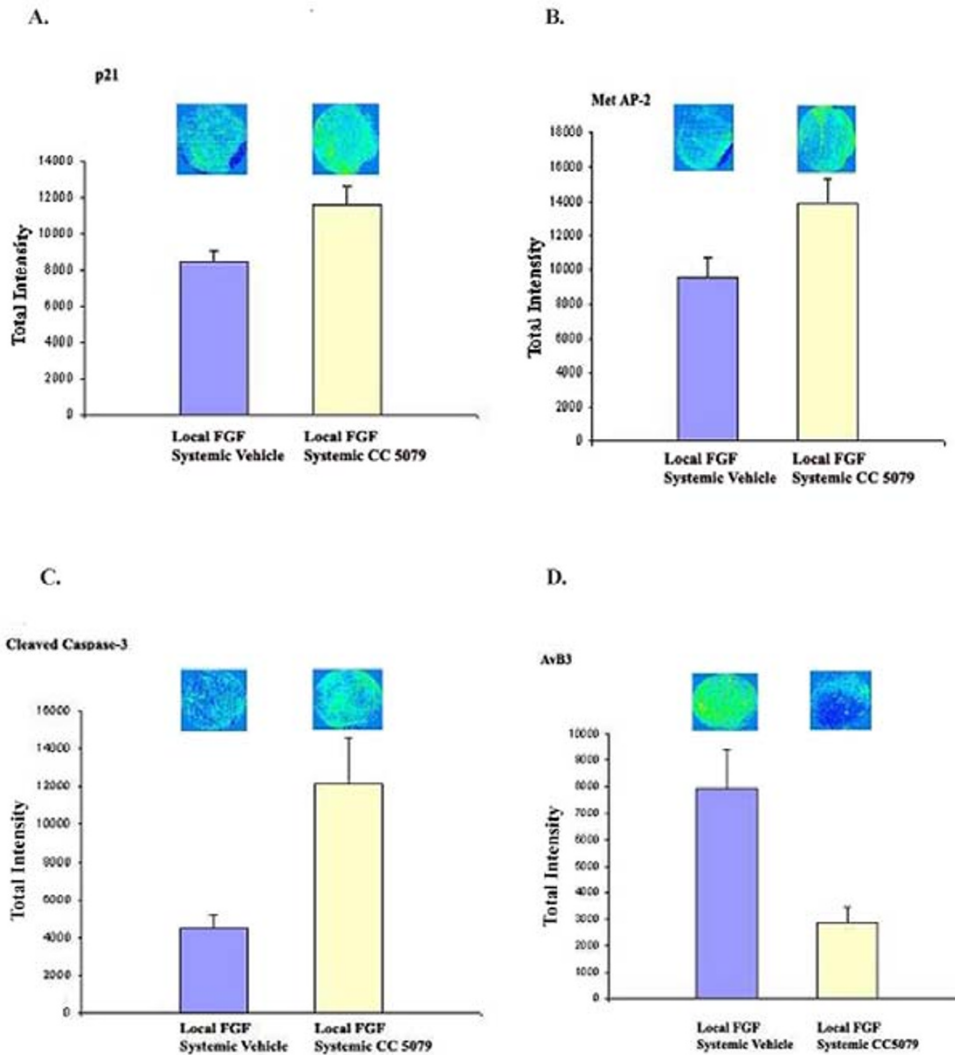 A.
p21
14000
12000
10000
8000
6000
4000
2000
0
Total Intensity
Local FGF
Systemic Vehicle
Local FGF
Systemic CC 5079
B.
Met AP-2
18000
16000
14000
12000
10000
8000
6000
4000
2000
0
Total Intensity
Local FGF
Systemic Vehicle
Local FGF
Systemic CC 5079
C.
Cleaved Caspase-3
16000
14000
12000
10000
8000
6000
4000
2000
0
Total Intensity
Local FGF
Systemic Vehicle
Local FGF
Systemic CC 5079
D.
AvB3
10000
9000
8000
7000
6000
5000
4000
3000
2000
1000
0
Total Intensity
Local FGF
Systemic Vehicle
Local FGF
Systemic CC5079